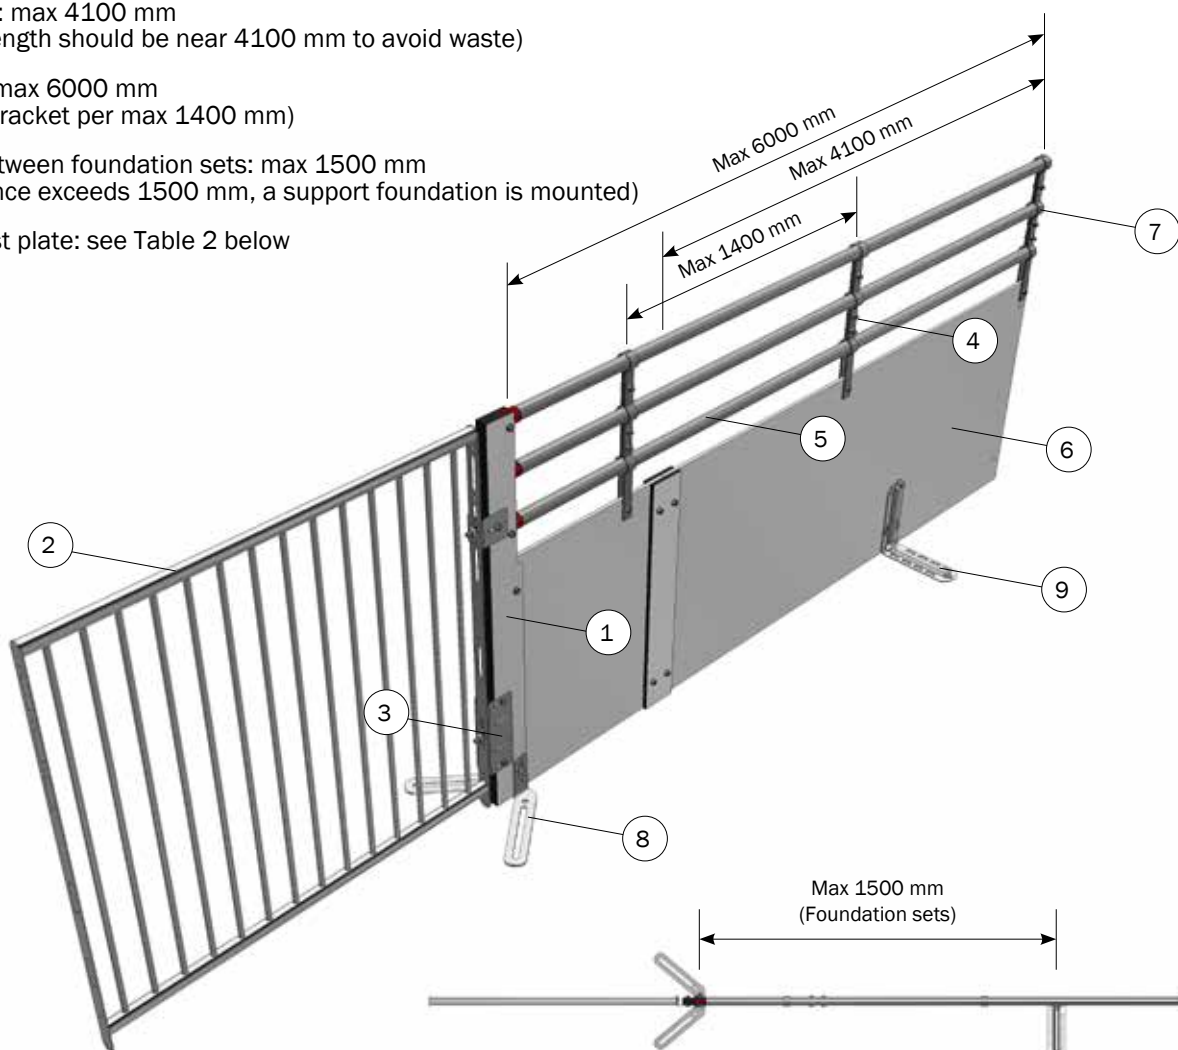 : max 4100 mm
ength should be near 4100 mm to avoid waste)
max 6000 mm
racket per max 1400 mm)
tween foundation sets: max 1500 mm
nce exceeds 1500 mm, a support foundation is mounted)
st plate: see Table 2 below
Max 6000 mm
Max 4100 mm
Max 1400 mm
7
4
5
6
2
9
1
3
8
Max 1500 mm
(Foundation sets)